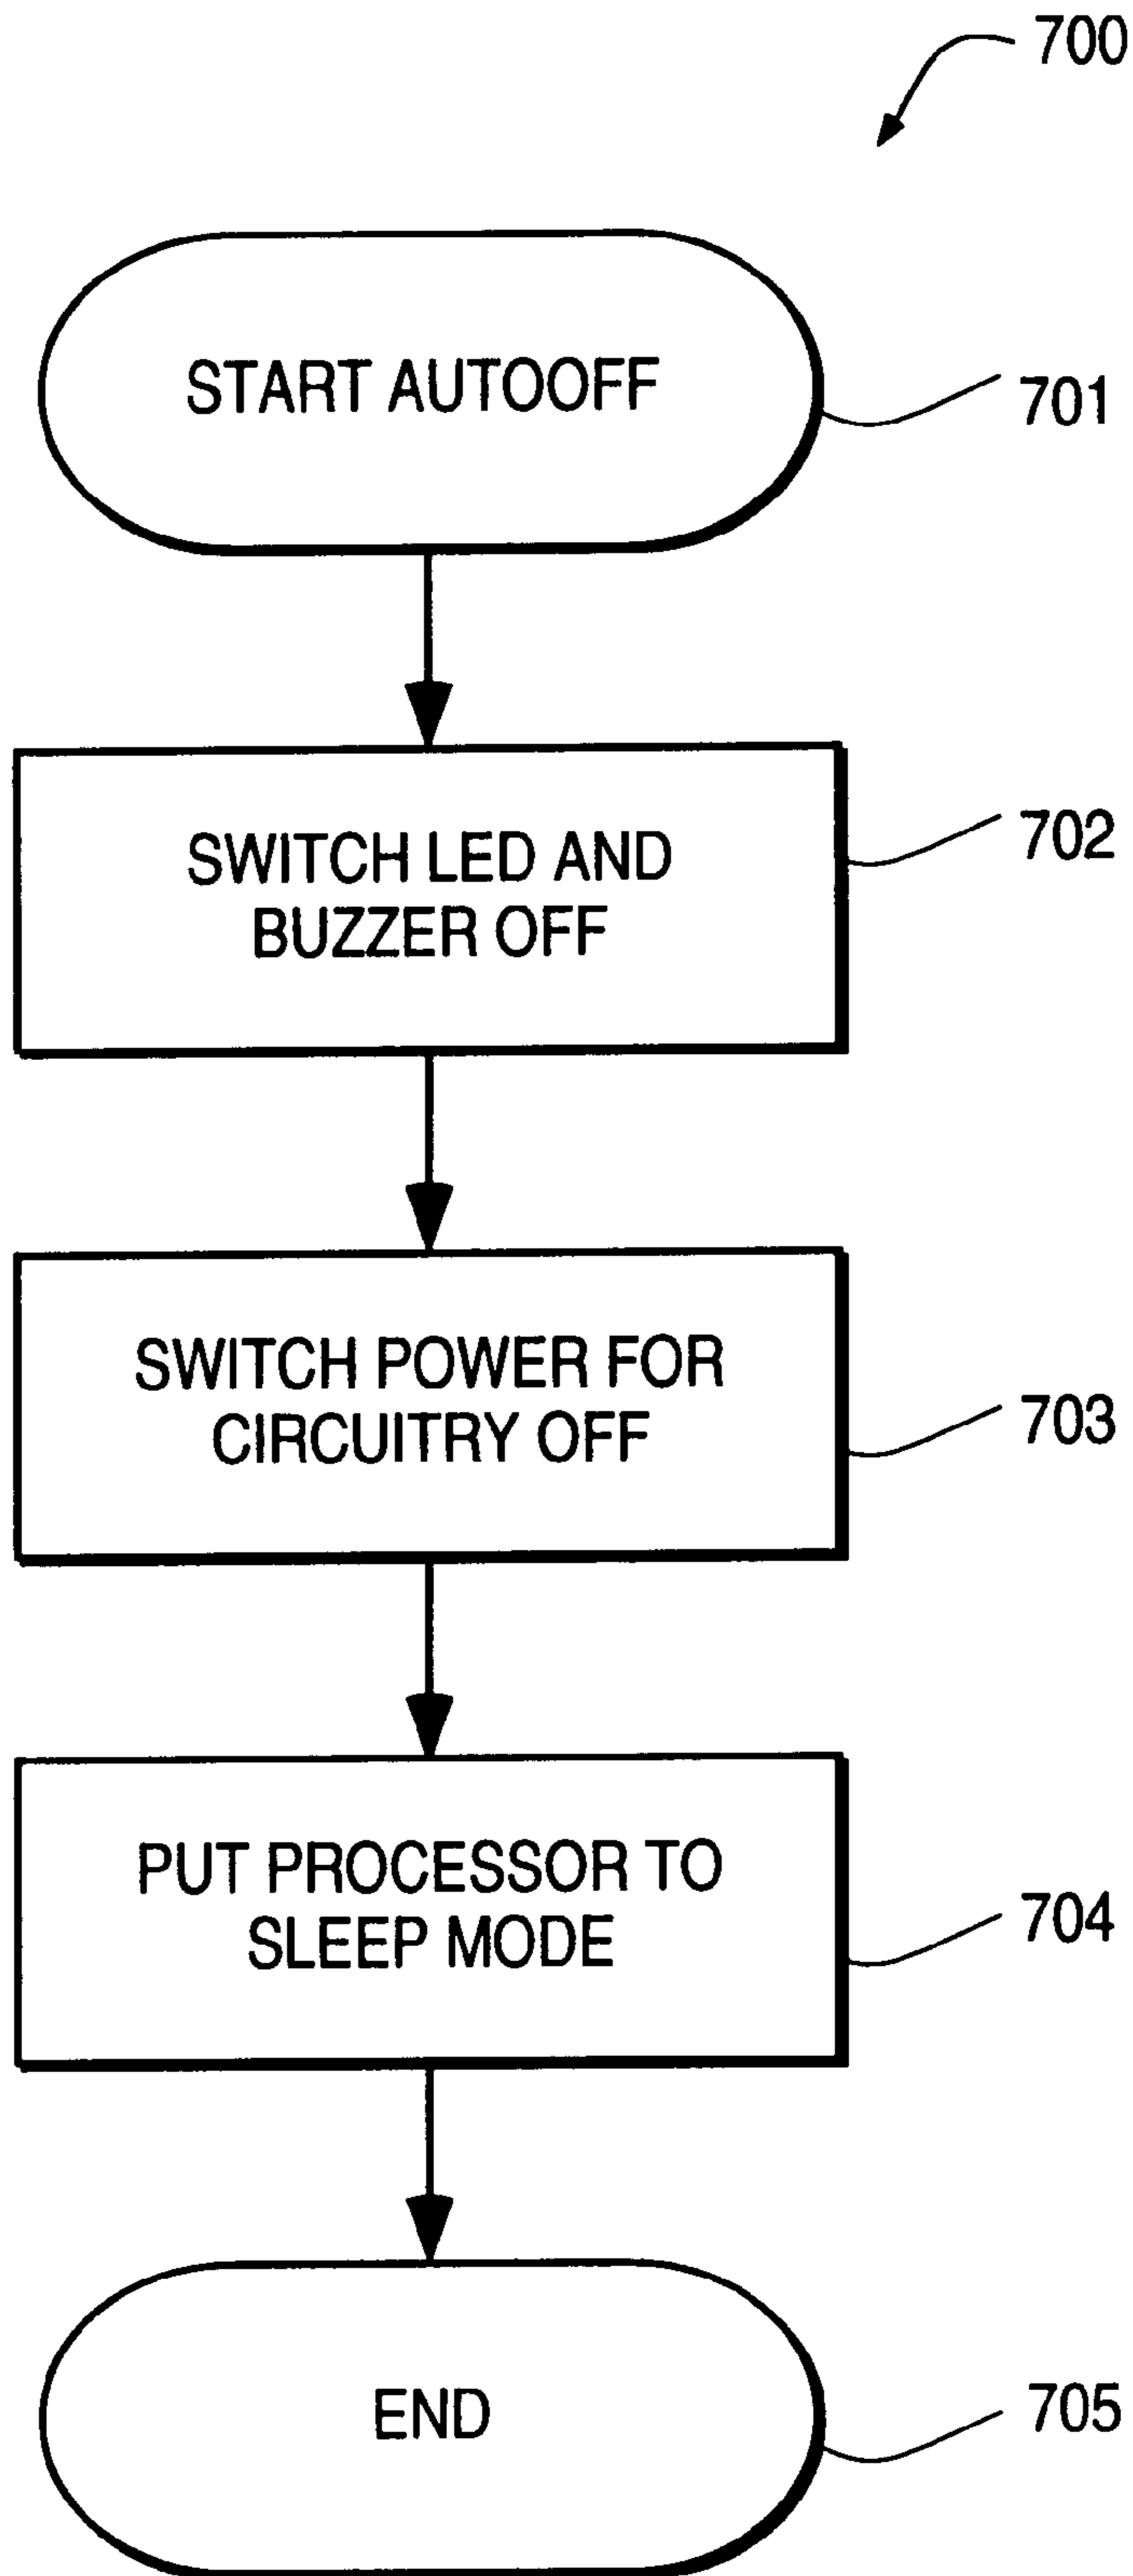 700
START AUTOOFF
701
SWITCH LED AND
BUZZER OFF
702
SWITCH POWER FOR
CIRCUITRY OFF
703
PUT PROCESSOR TO
SLEEP MODE
704
END
705